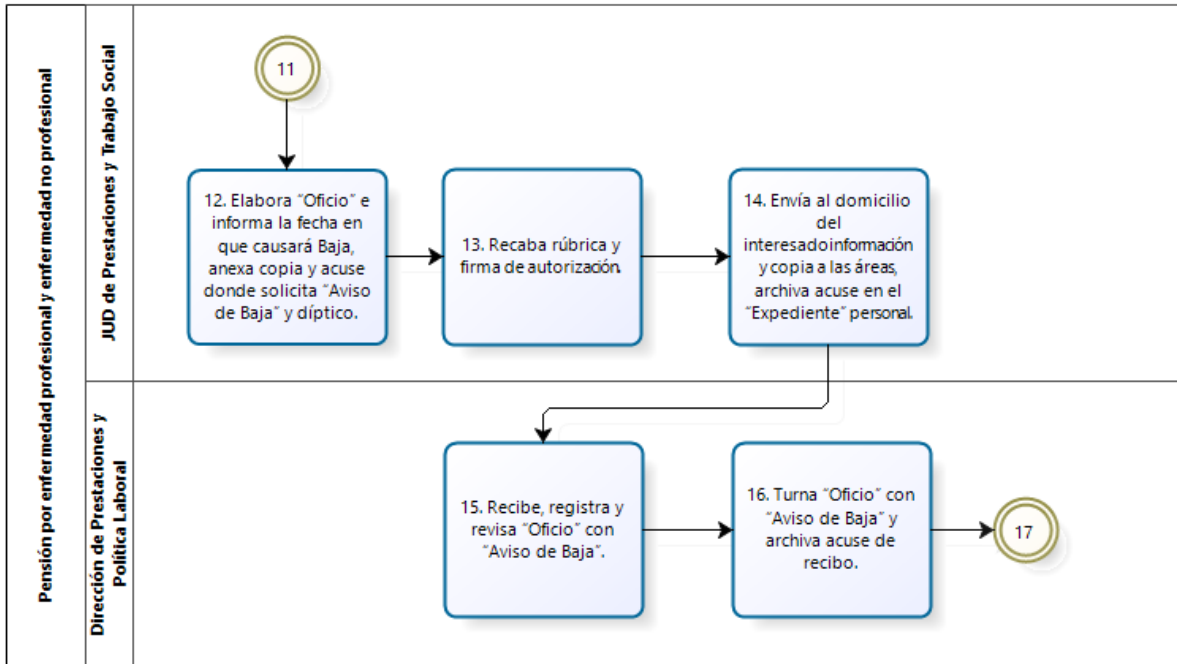 Pensión por enfermedad profesional y enfermedad no profesional
JUD de Prestaciones y Trabajo Social
11
12. Elabora “Oficio” e
informa la fecha en
que causará Baja,
anexa copia y acuse
donde solicita “Aviso
de Baja” y díptico.
13. Recaba rúbrica y
firma de autorización.
14. Envía al domicilio
del
interesado información
y copia a las áreas,
archiva acuse en el
“Expediente” personal.
Dirección de Prestaciones y
Política Laboral
15. Recibe, registra y
revisa “Oficio” con
“Aviso de Baja”.
16. Turna “Oficio” con
“Aviso de Baja” y
archiva acuse de
recibo.
17